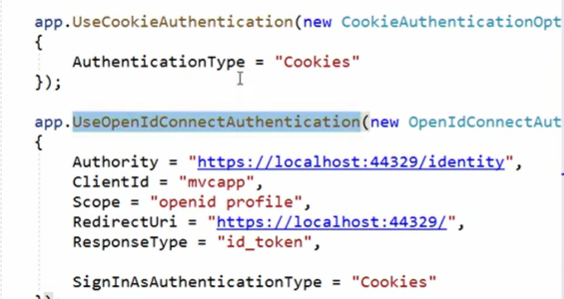 app.UseCookieAuthentication(new CookieAuthenticationOpt
{
AuthenticationType = "Cookies"
});
app.UseOpenIdConnectAuthentication(new OpenIdConnectAut
{
Authority = "https://localhost:44329/identity",
ClientId = "mvcapp",
Scope = "openid profile",
RedirectUri = "https://localhost:44329/",
ResponseType = "id_token",
SignInAsAuthenticationType = "Cookies"
});